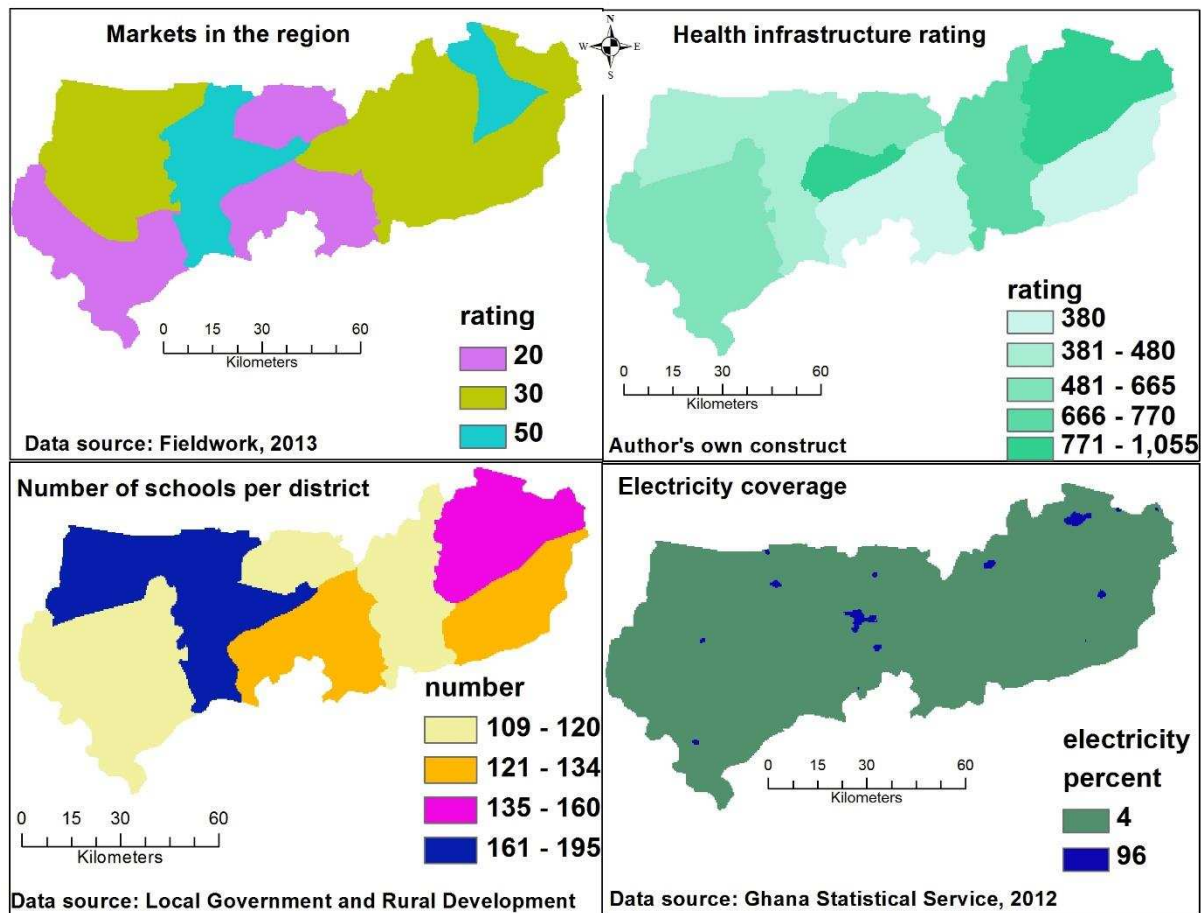 Markets in the region
rating
20
30
50
0 15 30 60
Kilometers
Data source: Fieldwork, 2013
N
W E
S
Health infrastructure rating
rating
380
381 - 480
481 - 665
666 - 770
771 - 1,055
0 15 30 60
Kilometers
Author's own construct
Number of schools per district
number
109 - 120
121 - 134
135 - 160
161 - 195
0 15 30 60
Kilometers
Data source: Local Government and Rural Development
Electricity coverage
electricity
percent
4
96
0 15 30 60
Kilometers
Data source: Ghana Statistical Service, 2012